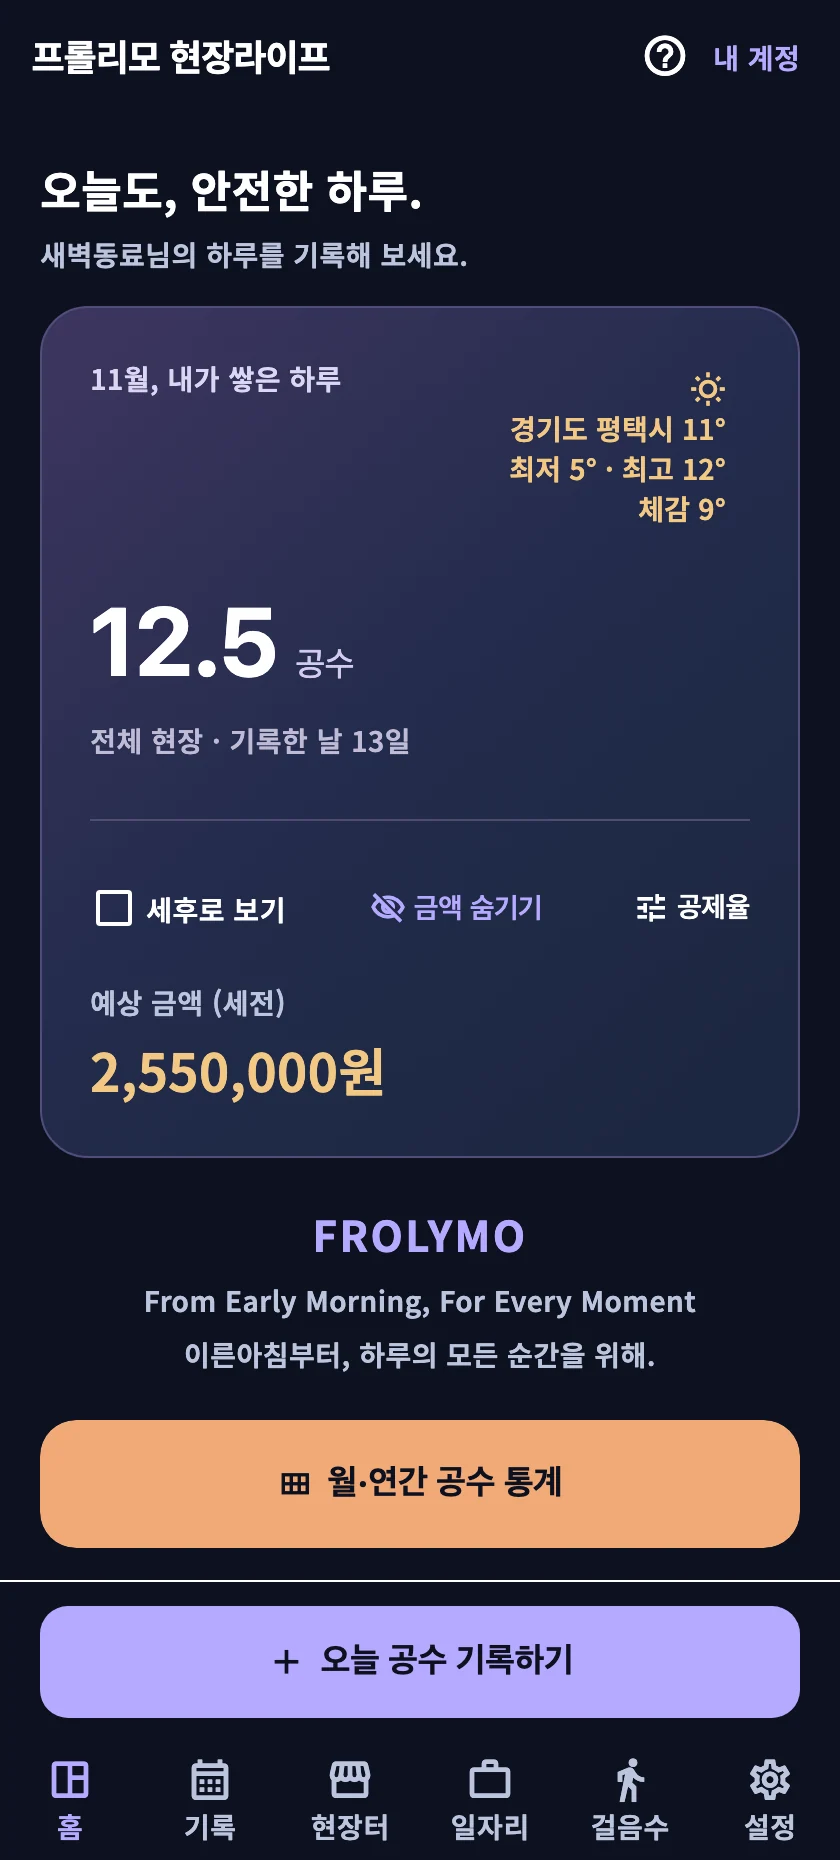 프롤리모 현장라이프
내 계정
오늘도, 안전한 하루.
새벽동료님의 하루를 기록해 보세요.
11월, 내가 쌓은 하루
경기도 평택시 11°
최저 5° · 최고 12°
체감 9°
12.5 공수
전체 현장 · 기록한 날 13일
세후로 보기
금액 숨기기
공제율
예상 금액 (세전)
2,550,000원
FROLYMO
From Early Morning, For Every Moment
이른아침부터, 하루의 모든 순간을 위해.
월·연간 공수 통계
+ 오늘 공수 기록하기
홈
기록
현장터
일자리
걸음수
설정